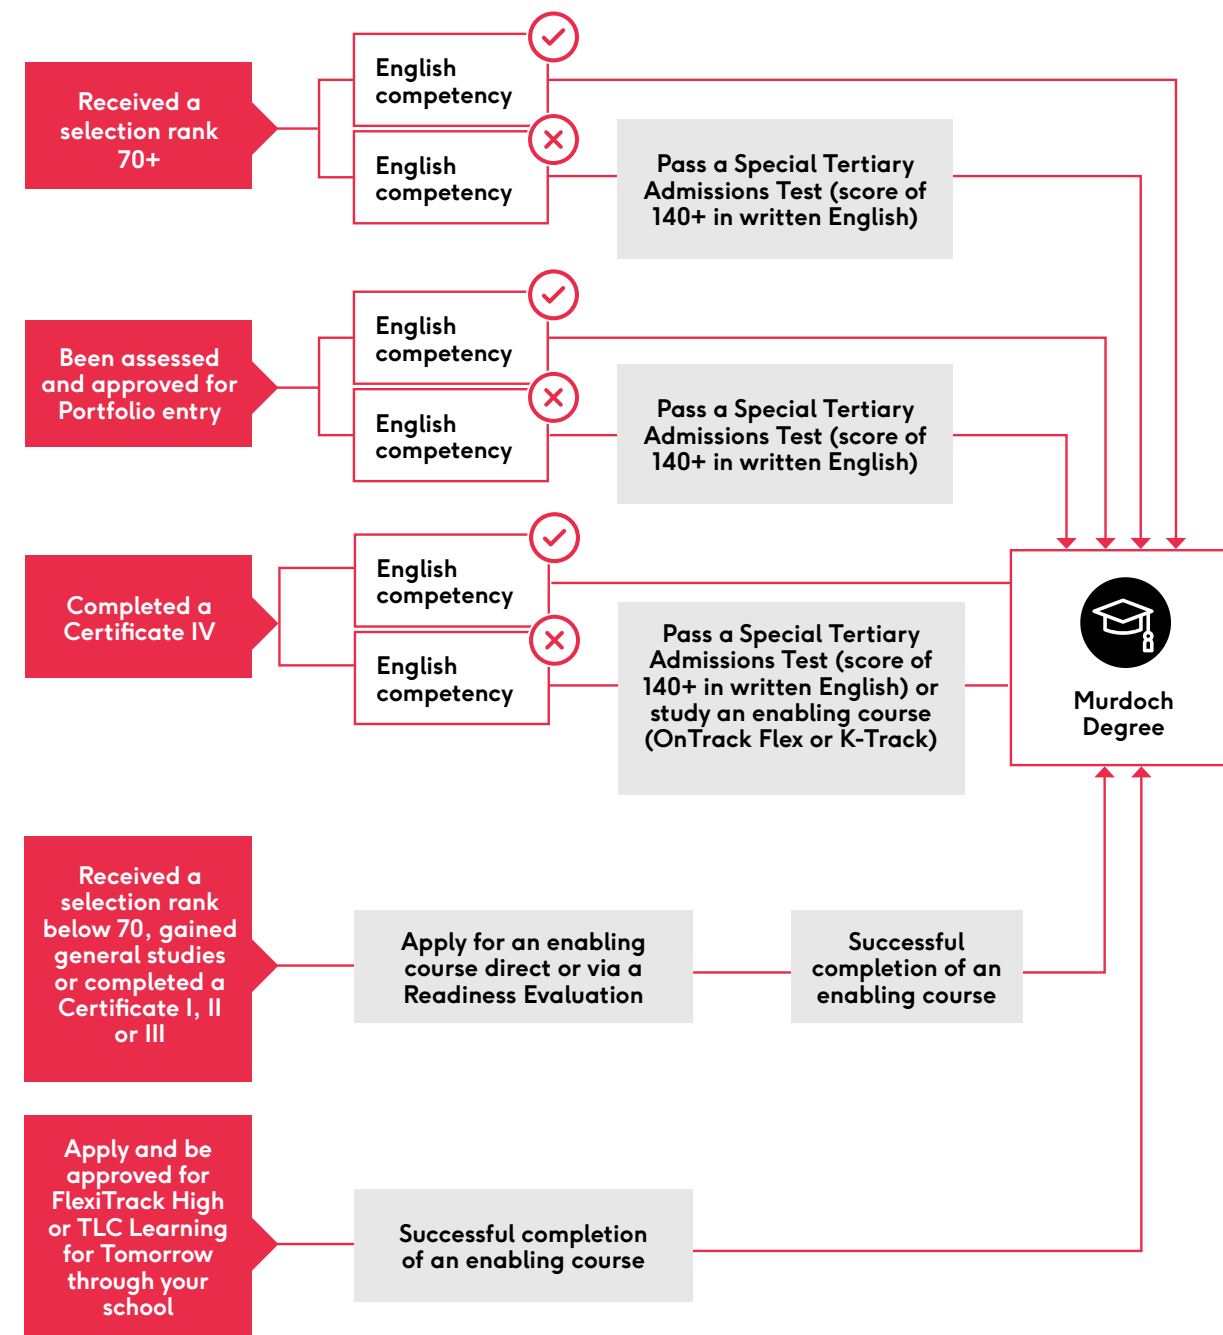 Received a
selection rank
70+
English
competency
English
competency
Pass a Special Tertiary
Admissions Test (score of
140+ in written English)
Been assessed
and approved for
Portfolio entry
English
competency
English
competency
Pass a Special Tertiary
Admissions Test (score of
140+ in written English)
Completed a
Certificate IV
English
competency
English
competency
Pass a Special Tertiary
Admissions Test (score of
140+ in written English) or
study an enabling course
(OnTrack Flex or K-Track)
Murdoch
Degree
Received a
selection rank
below 70, gained
general studies
or completed a
Certificate I, II
or III
Apply for an enabling
course direct or via a
Readiness Evaluation
Successful
completion of an
enabling course
Apply and be
approved for
FlexiTrack High
or TLC Learning
for Tomorrow
through your
school
Successful completion
of an enabling course